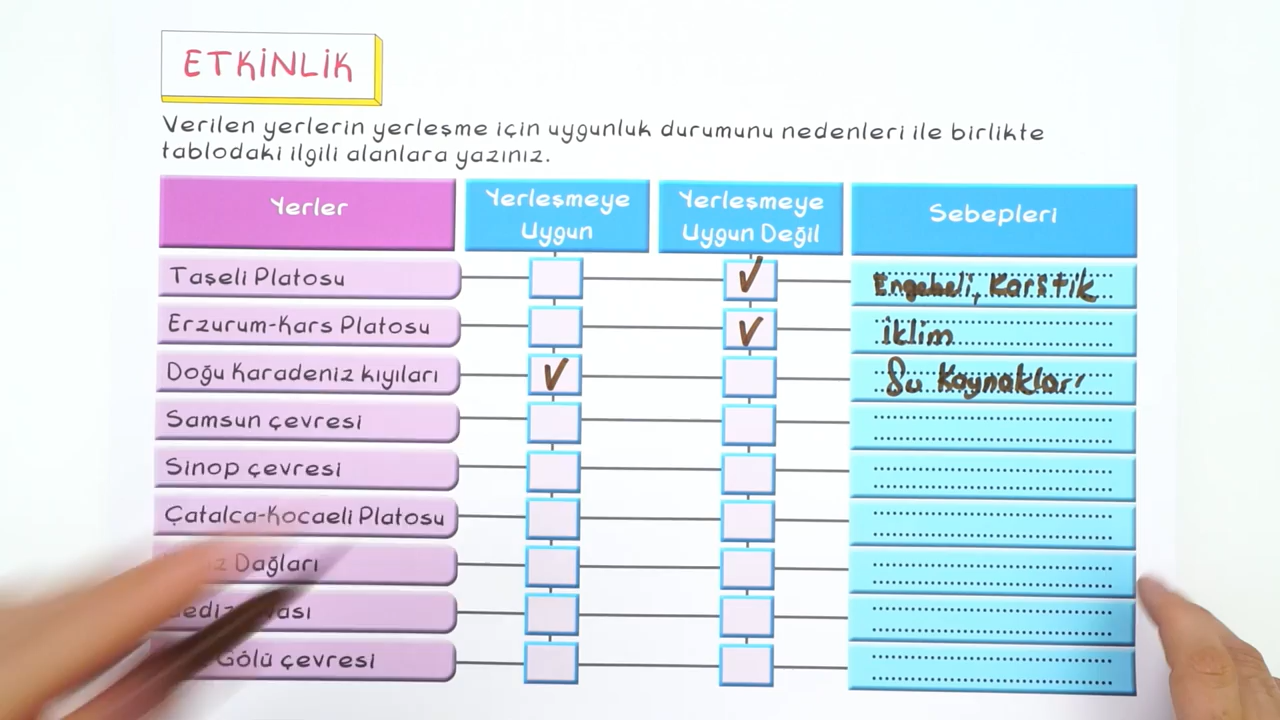 ETKİNLİK
Verilen yerlerin yerleşme için uygunluk durumunu nedenleri ile birlikte
tablodaki ilgili alanlara yazınız.
Yerler
Yerleşmeye
Uygun
Yerleşmeye
Uygun Değil
Sebepleri
Taşeli Platosu
Engebeli, Karstik
Erzurum-Kars Platosu
İklim
Doğu Karadeniz kıyıları
Su Kaynakları
Samsun çevresi
Sinop çevresi
Çatalca-Kocaeli Platosu
Dağları
Gölü çevresi